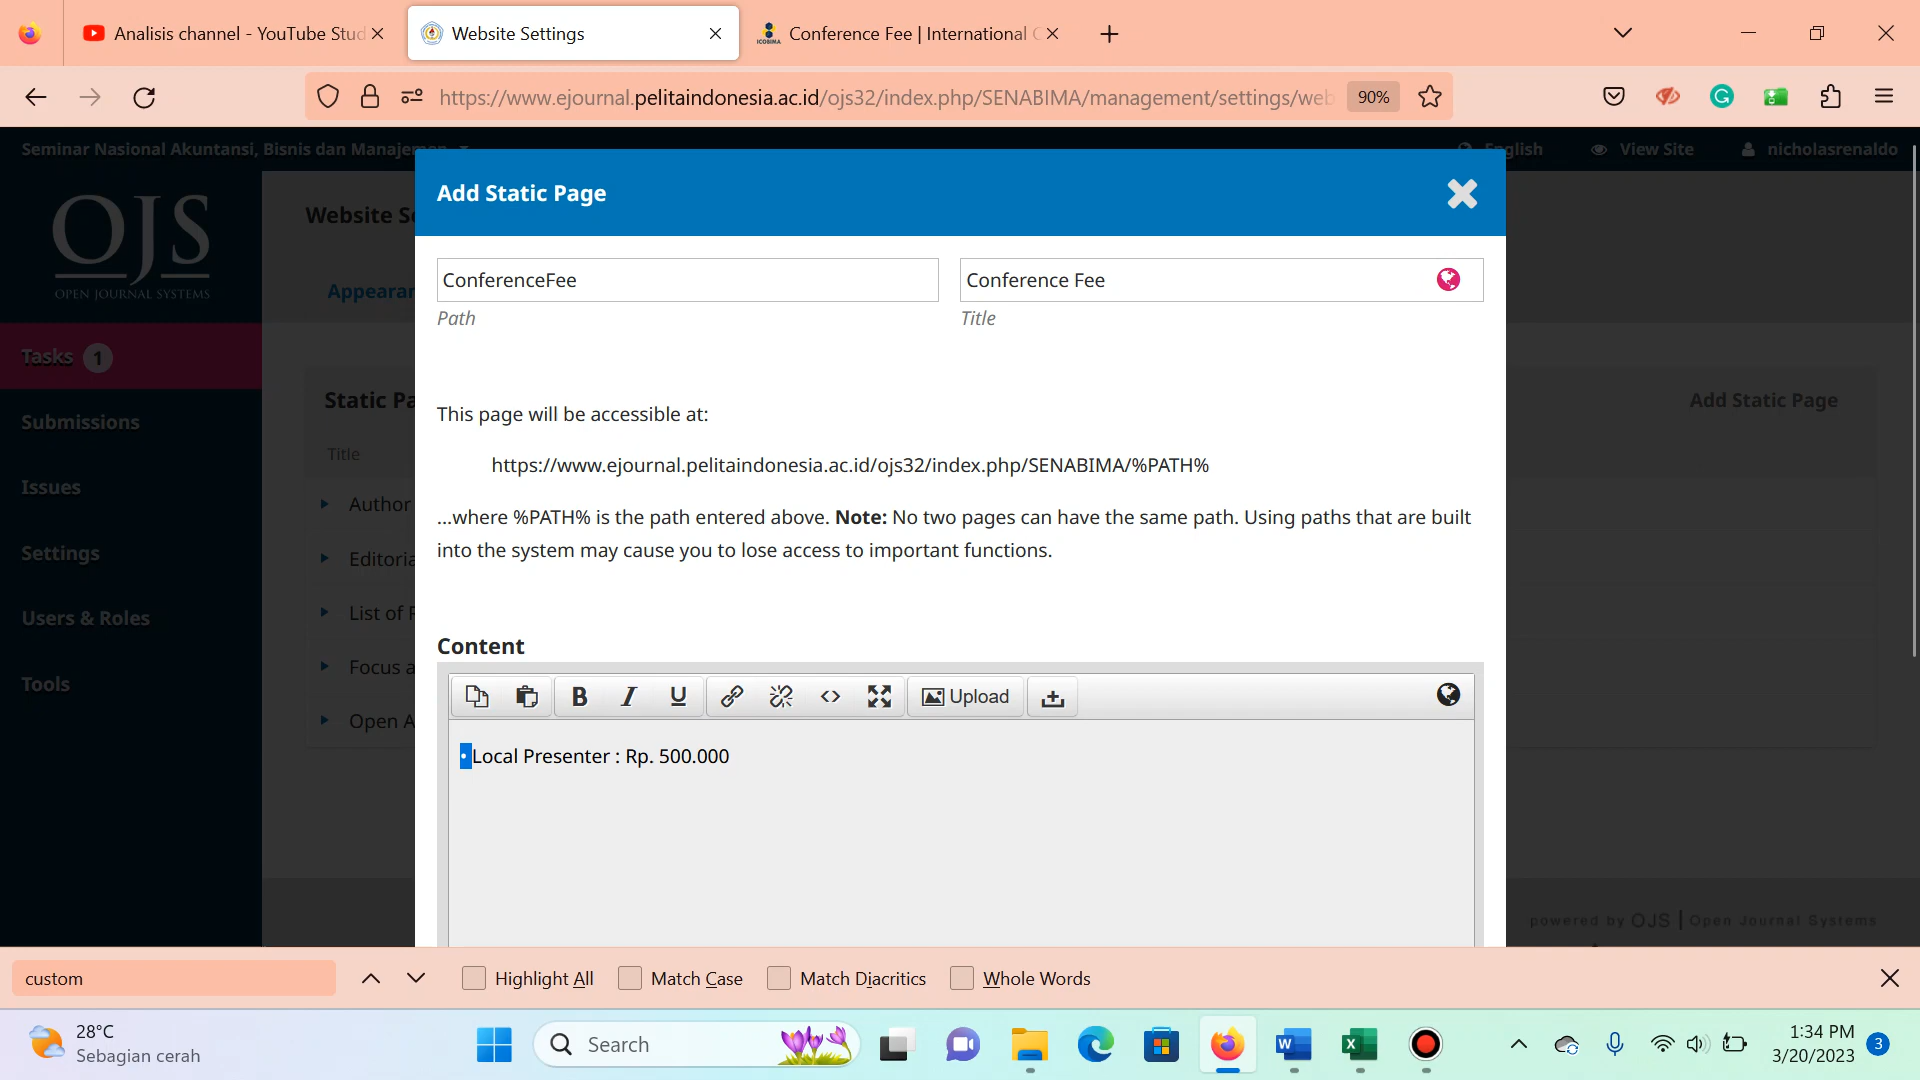 Analisis channel - YouTube Stud
Website Settings
Conference Fee | International C
https://www.ejournal.pelitaindonesia.ac.id/ojs32/index.php/SENABIMA/management/settings/web
90%
Seminar Nasional Akuntansi, Bisnis dan Manajemen
English
View Site
nicholasrenaldo
OJS
OPEN JOURNAL SYSTEMS
Tasks 1
Submissions
Issues
Settings
Users & Roles
Tools
Website Se
Appearan
Static Pa
Add Static Page
Title
Author
Editoria
List of P
Focus a
Open A
Add Static Page
ConferenceFee
Conference Fee
Path
Title
This page will be accessible at:
https://www.ejournal.pelitaindonesia.ac.id/ojs32/index.php/SENABIMA/%PATH%
...where %PATH% is the path entered above. Note: No two pages can have the same path. Using paths that are built
into the system may cause you to lose access to important functions.
Content
B I U
Upload
• Local Presenter : Rp. 500.000
powered by OJS | Open Journal Systems
custom
Highlight All
Match Case
Match Diacritics
Whole Words
28°C
Sebagian cerah
Search
1:34 PM
3/20/2023
3